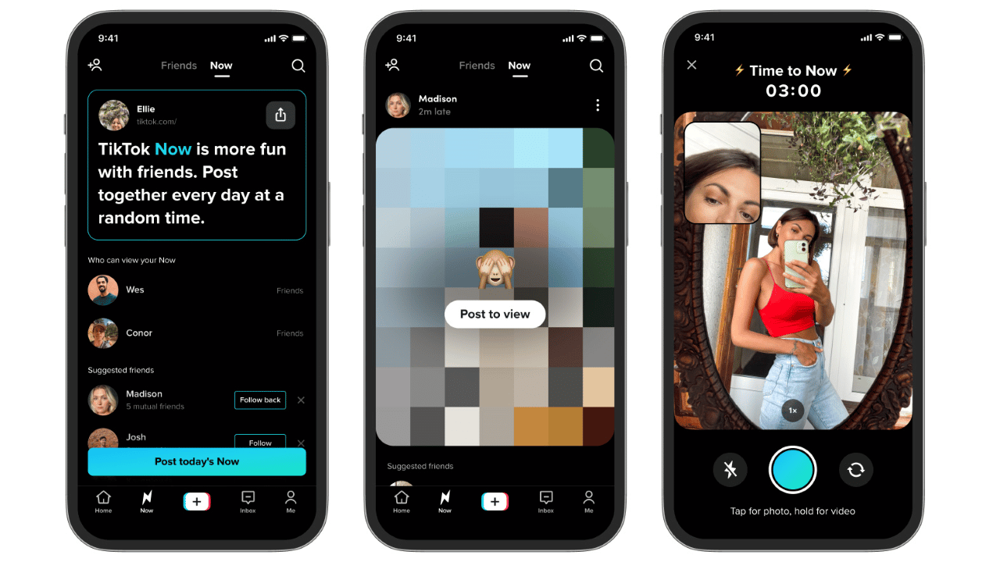 9:41
Friends Now
Ellie
tiktok.com/
TikTok Now is more fun
with friends. Post
together every day at a
random time.
Who can view your Now
Wes Friends
Conor Friends
Suggested friends
Madison
5 mutual friends
Follow back
Josh
Follow
Post today's Now
Home Now Inbox Me
9:41
Friends Now
Madison
2m late
Post to view
Suggested friends
Home Now Inbox Me
9:41
⚡ Time to Now ⚡
03:00
1×
Tap for photo, hold for video